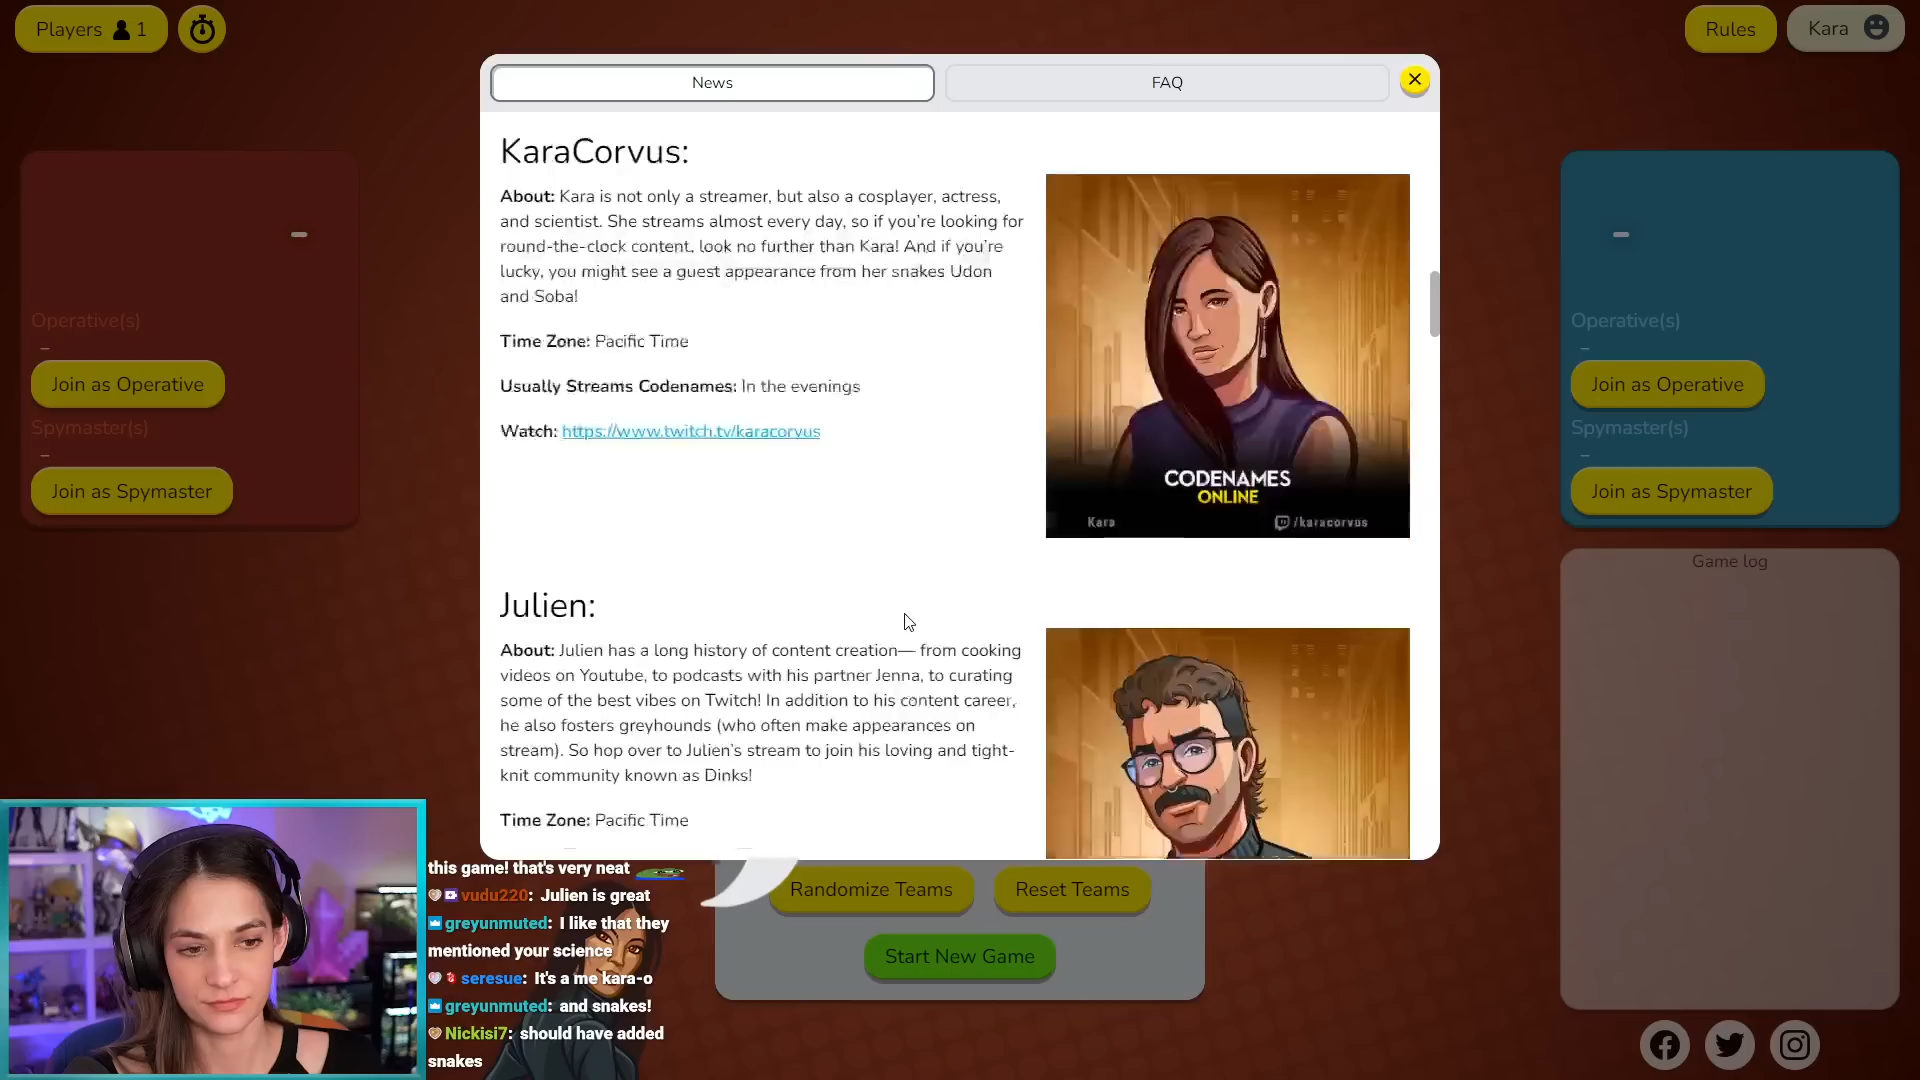 Players 1
Rules
Kara
News
FAQ
KaraCorvus:
About: Kara is not only a streamer, but also a cosplayer, actress,
and scientist. She streams almost every day, so if you're looking for
round-the-clock content, look no further than Kara! And if you're
lucky, you might see a guest appearance from her snakes Udon
and Soba!
Time Zone: Pacific Time
Usually Streams Codenames: In the evenings
Watch: https://www.twitch.tv/karacorvus
CODENAMES
ONLINE
Kara
/karacorvus
Julien:
About: Julien has a long history of content creation— from cooking
videos on Youtube, to podcasts with his partner Jenna, to curating
some of the best vibes on Twitch! In addition to his content career,
he also fosters greyhounds (who often make appearances on
stream). So hop over to Julien's stream to join his loving and tight-
knit community known as Dinks!
Time Zone: Pacific Time
-
Operative(s)
–
Join as Operative
Spymaster(s)
–
Join as Spymaster
-
Operative(s)
–
Join as Operative
Spymaster(s)
–
Join as Spymaster
Game log
this game! that's very neat
vudu220: Julien is great
greyunmuted: I like that they
mentioned your science
seresue: It's a me kara-o
greyunmuted: and snakes!
Nickisi7: should have added
snakes
Randomize Teams
Reset Teams
Start New Game